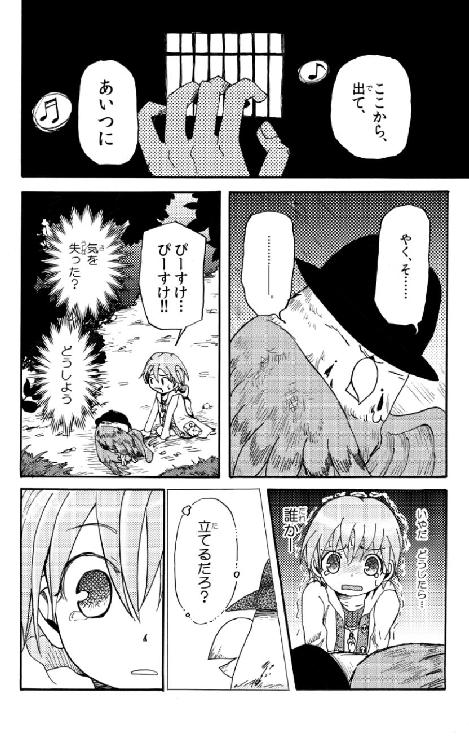 ここから、
出て、
あいつに
やく、そ……
………。
ぴーすけ…
ぴーすけ!!
気を
失った?
どうしよう
いやだ どうしたら…
誰かー
立てるだろ?